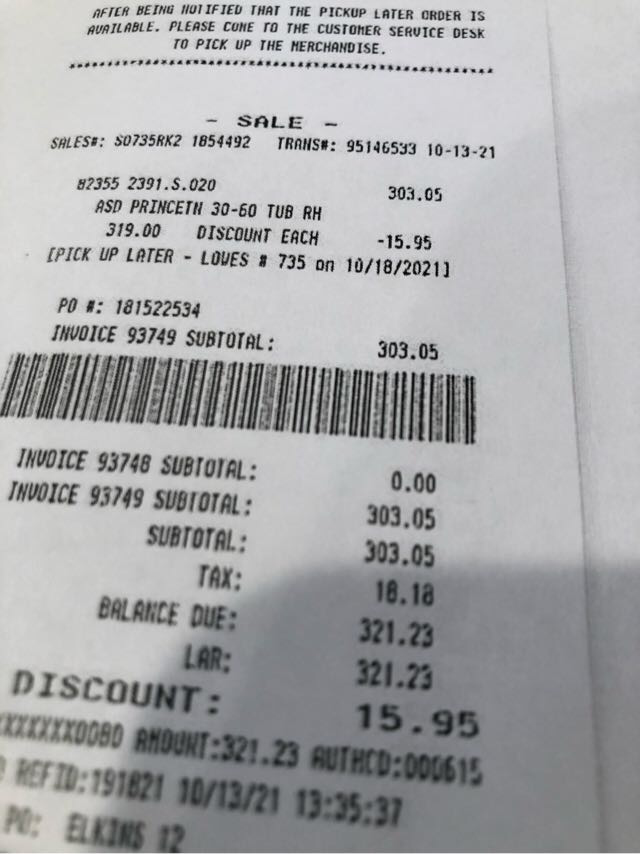 AFTER BEING NOTIFIED THAT THE PICKUP LATER ORDER IS
AVAILABLE. PLEASE COME TO THE CUSTOMER SERVICE DESK
TO PICK UP THE MERCHANDISE.
- SALE -
SALES#: S0735RK2 1854492 TRANS#: 95146533 10-13-21
82355 2391.S.020 303.05
ASD PRINCETN 30-60 TUB RH
319.00 DISCOUNT EACH -15.95
[PICK UP LATER - LOWES # 735 on 10/18/2021]
PO #: 181522534
INVOICE 93749 SUBTOTAL: 303.05
INVOICE 93748 SUBTOTAL: 0.00
INVOICE 93749 SUBTOTAL: 303.05
SUBTOTAL: 303.05
TAX: 18.18
BALANCE DUE: 321.23
LAR: 321.23
DISCOUNT: 15.95
XXXXXXXX0080 AMOUNT:321.23 AUTHCD:000615
REFID:191821 10/13/21 13:35:37
PO: ELKINS 12